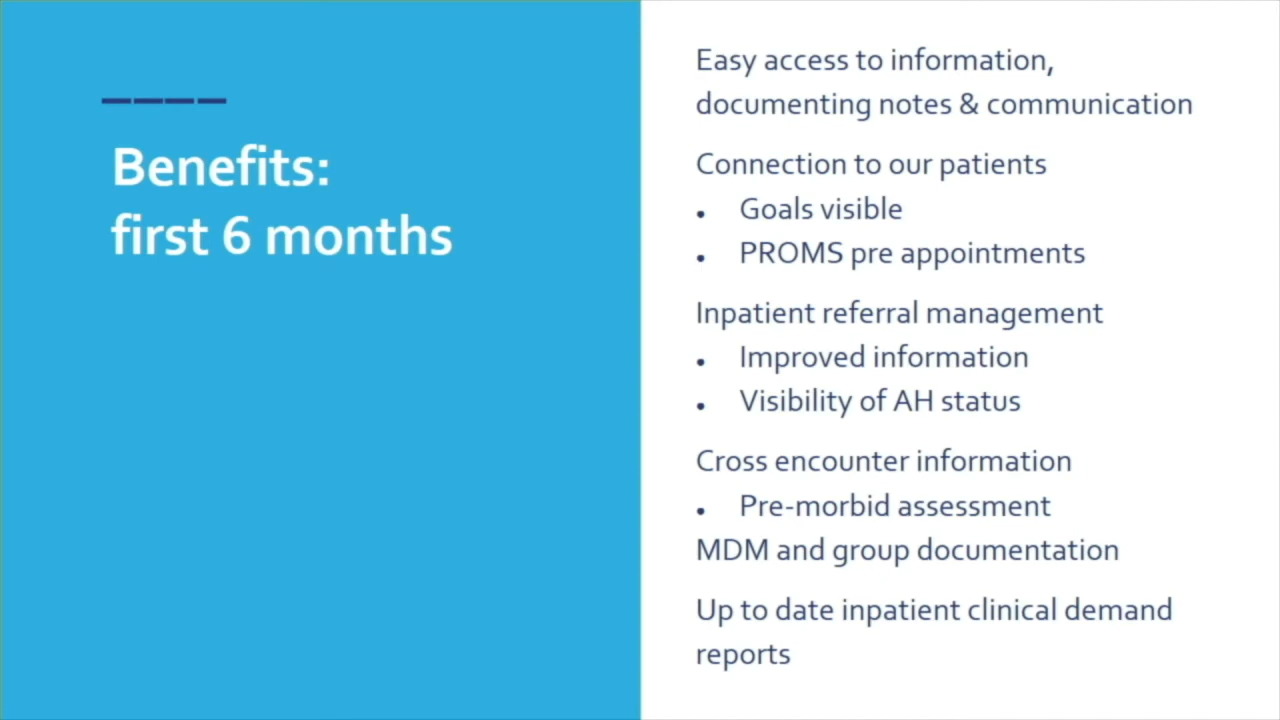 Benefits:
first 6 months
Easy access to information,
documenting notes & communication
Connection to our patients
• Goals visible
• PROMS pre appointments
Inpatient referral management
• Improved information
• Visibility of AH status
Cross encounter information
• Pre-morbid assessment
MDM and group documentation
Up to date inpatient clinical demand
reports